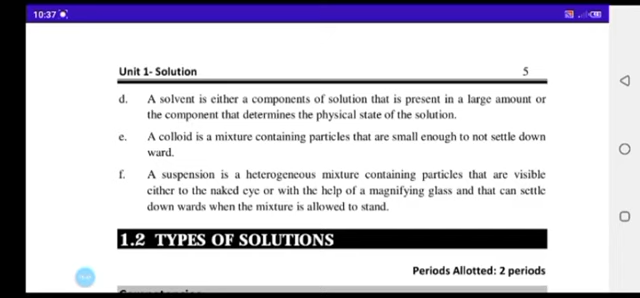 10:37
Unit 1- Solution 5
d. A solvent is either a components of solution that is present in a large amount or
the component that determines the physical state of the solution.
e. A colloid is a mixture containing particles that are small enough to not settle down
ward.
f. A suspension is a heterogeneous mixture containing particles that are visible
either to the naked eye or with the help of a magnifying glass and that can settle
down wards when the mixture is allowed to stand.
1.2 TYPES OF SOLUTIONS
Periods Allotted: 2 periods